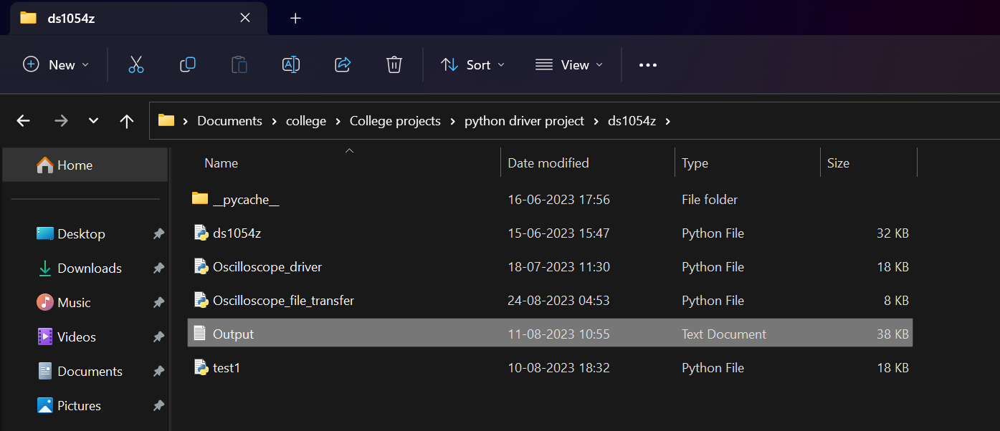 ds1054z
New
Sort
View
Documents
college
College projects
python driver project
ds1054z
Home
Desktop
Downloads
Music
Videos
Documents
Pictures
Name Date modified Type Size
__pycache__ 16-06-2023 17:56 File folder
ds1054z 15-06-2023 15:47 Python File 32 KB
Oscilloscope_driver 18-07-2023 11:30 Python File 18 KB
Oscilloscope_file_transfer 24-08-2023 04:53 Python File 8 KB
Output 11-08-2023 10:55 Text Document 38 KB
test1 10-08-2023 18:32 Python File 18 KB